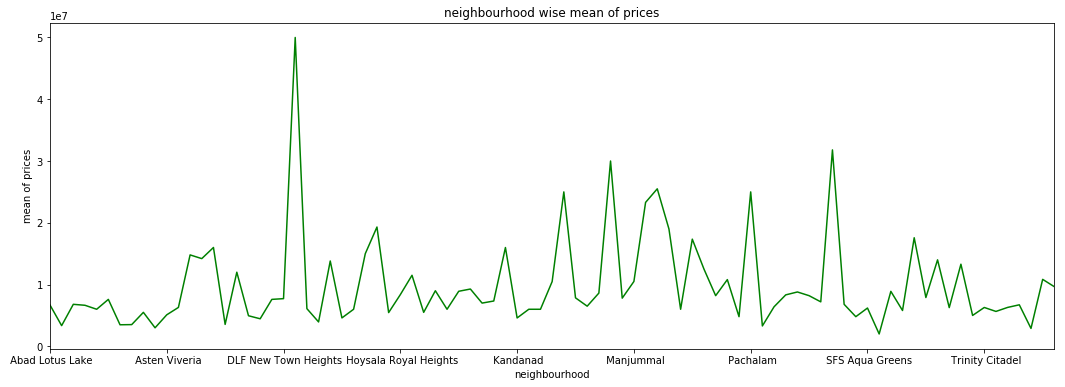 neighbourhood wise mean of prices
1e7
5
4
3
2
1
0
mean of prices
Abad Lotus Lake Asten Viveria DLF New Town Heights Hoysala Royal Heights Kandanad Manjummal Pachalam SFS Aqua Greens Trinity Citadel
neighbourhood